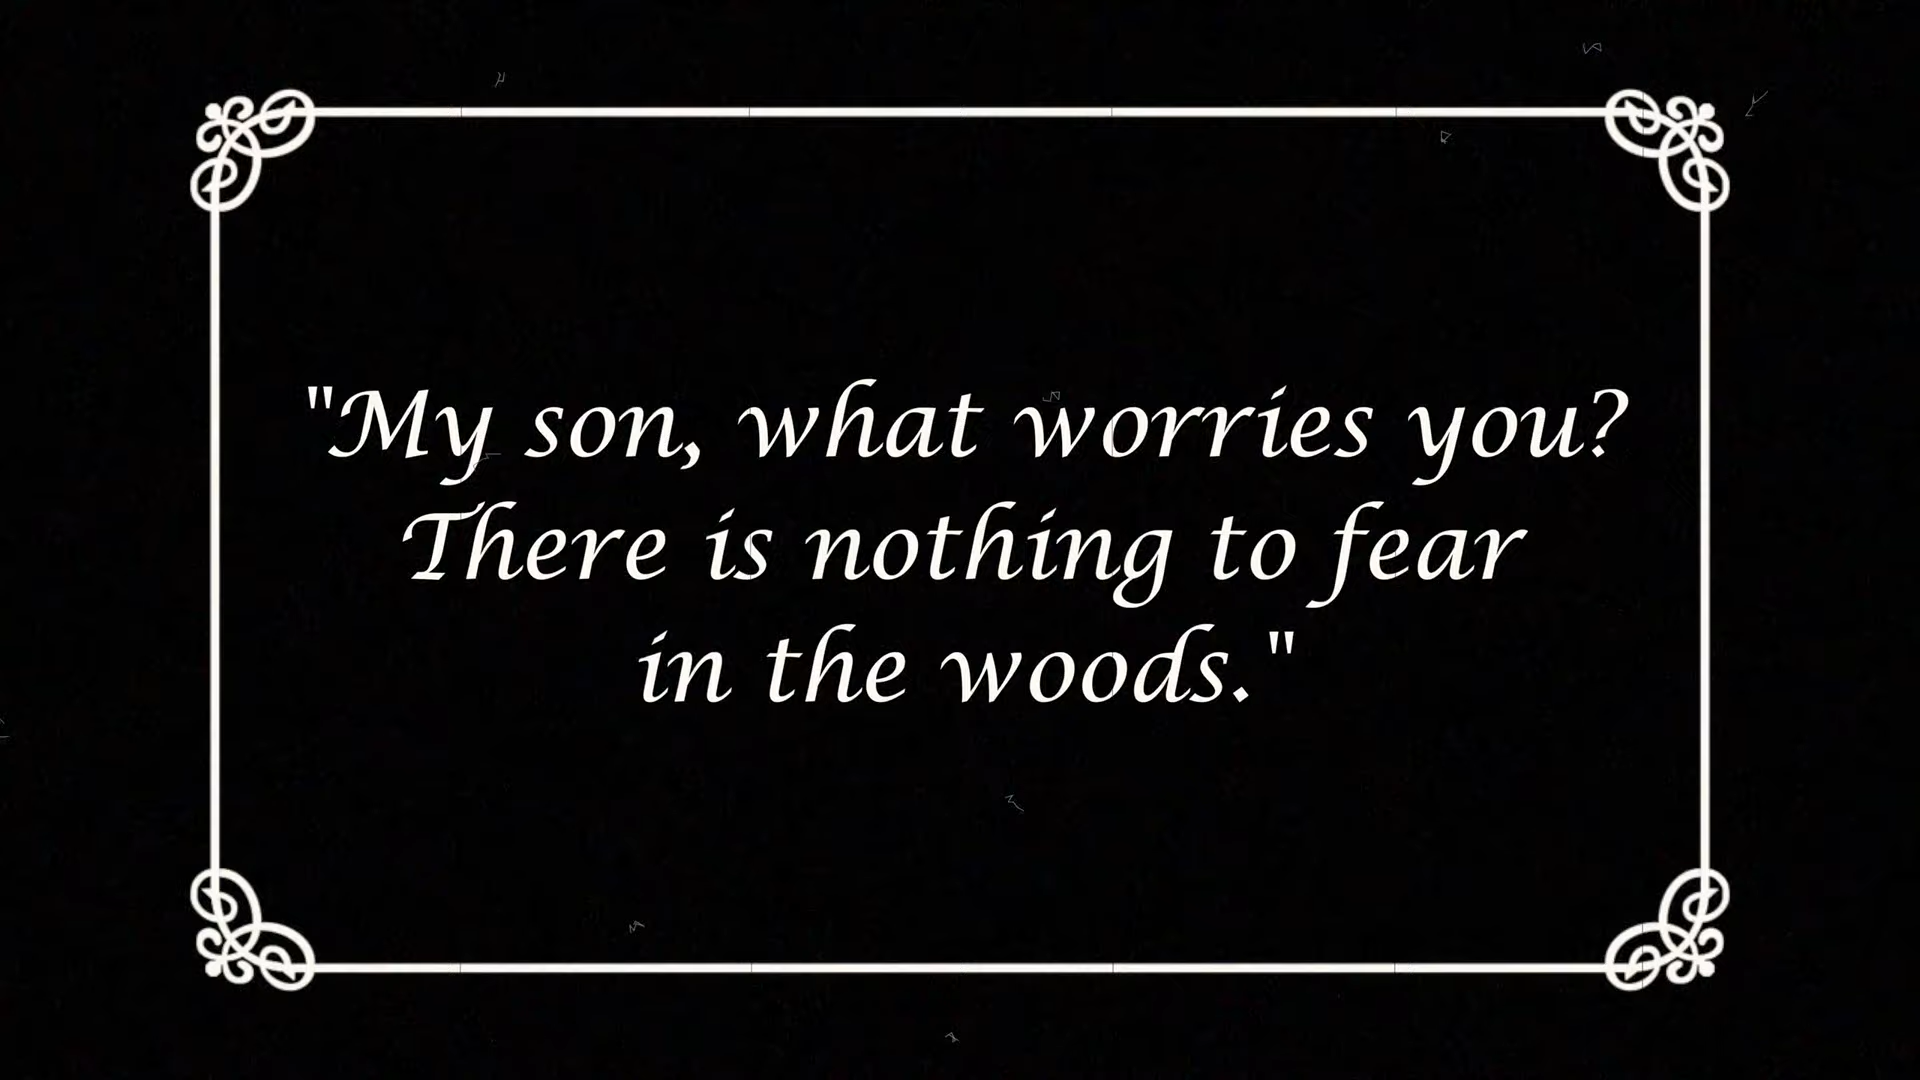 "My son, what worries you?
There is nothing to fear
in the woods."